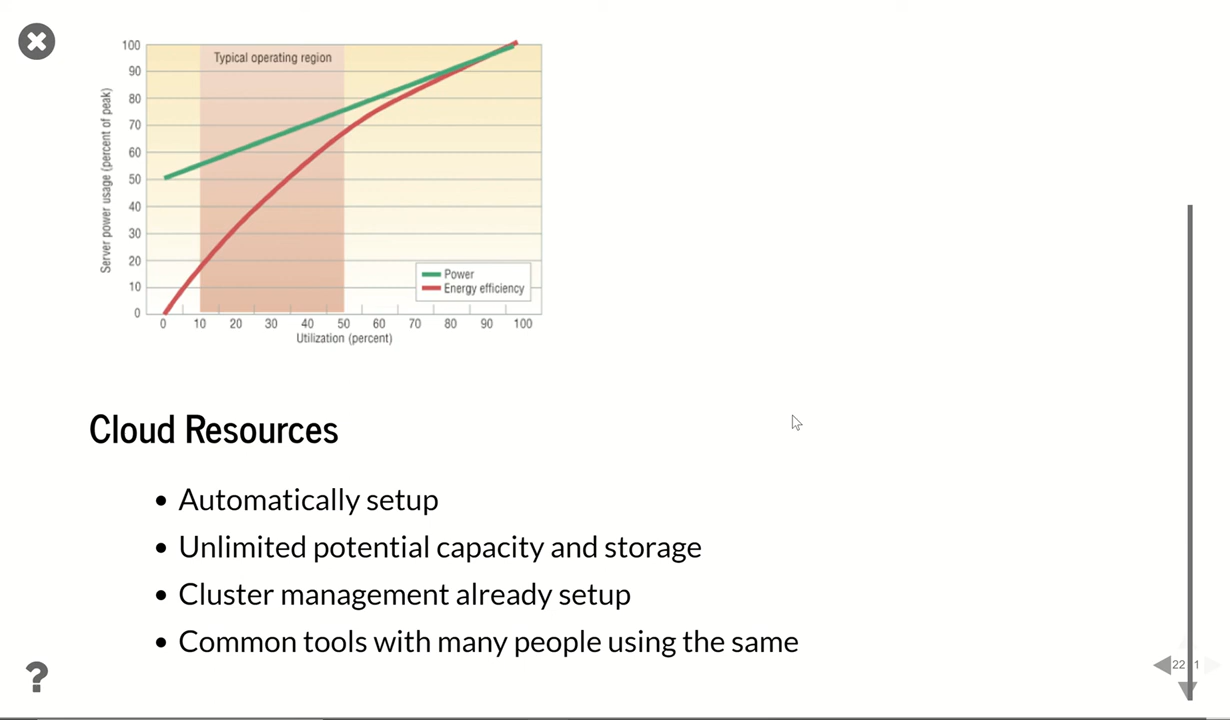 Typical operating region
Server power usage (percent of peak)
100
90
80
70
60
50
40
30
20
10
0
Power
Energy efficiency
0 10 20 30 40 50 60 70 80 90 100
Utilization (percent)
Cloud Resources
• Automatically setup
• Unlimited potential capacity and storage
• Cluster management already setup
• Common tools with many people using the same
?
22 1